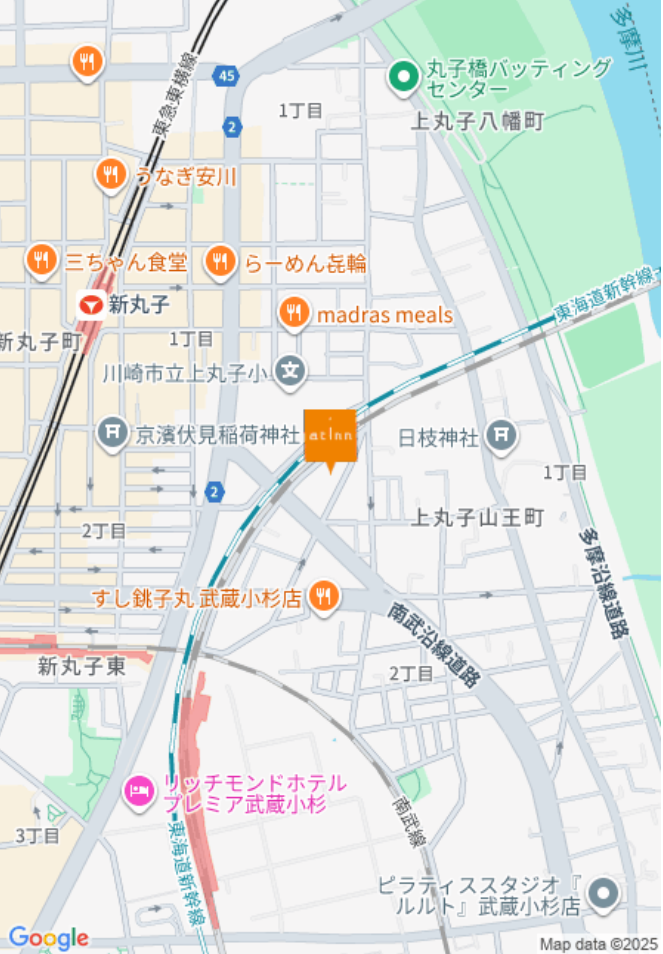 多摩川
45
丸子橋バッティング
センター
東急東横線
1丁目
2
上丸子八幡町
うなぎ安川
三ちゃん食堂
らーめん㐂輪
東海道新幹線
新丸子
madras meals
新丸子町
1丁目
川崎市立上丸子小
京濱伏見稲荷神社
at inn
日枝神社
1丁目
2
上丸子山王町
2丁目
多摩沿線道路
すし銚子丸 武蔵小杉店
南武沿線道路
新丸子東
2丁目
リッチモンドホテル
プレミア武蔵小杉
南武線
3丁目
東海道新幹線
ピラティススタジオ『
ルルト』武蔵小杉店
Google
Map data ©2025